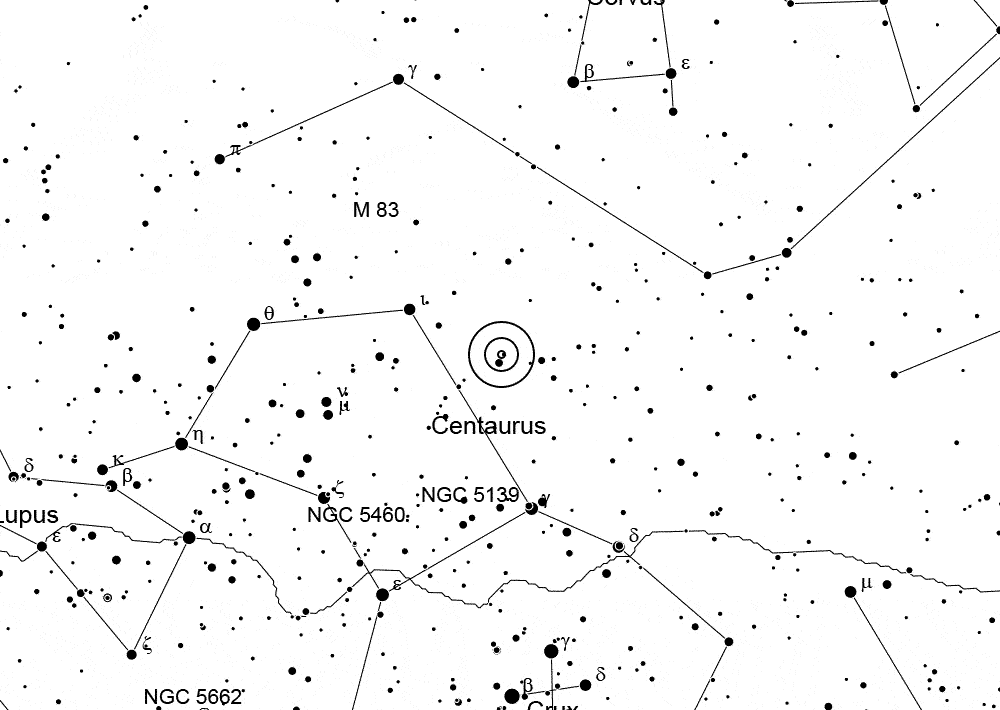 Corvus
γ
β
ε
π
M 83
θ
ι
ν
μ
Centaurus
η
κ
δ
β
ζ
NGC 5139
γ
Lupus
NGC 5460
α
ε
δ
ε
μ
ζ
γ
δ
NGC 5662
β
Crux